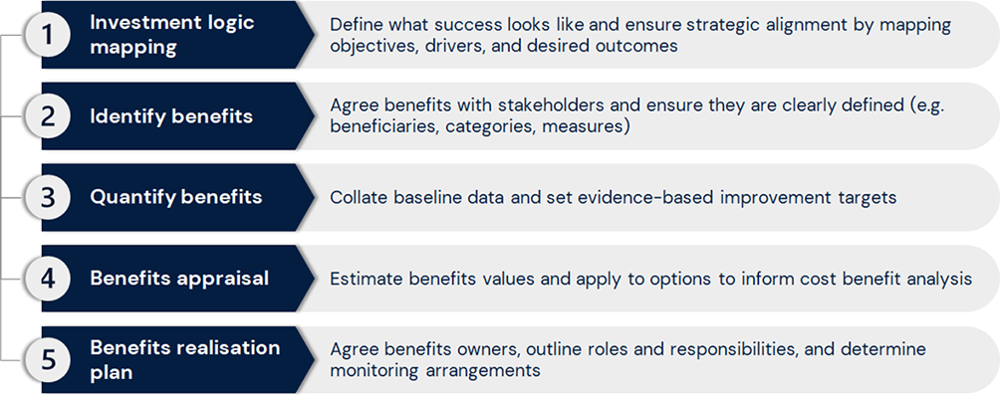 1
Investment logic
mapping
Define what success looks like and ensure strategic alignment by mapping
objectives, drivers, and desired outcomes
2
Identify benefits
Agree benefits with stakeholders and ensure they are clearly defined (e.g.
beneficiaries, categories, measures)
3
Quantify benefits
Collate baseline data and set evidence-based improvement targets
4
Benefits appraisal
Estimate benefits values and apply to options to inform cost benefit analysis
5
Benefits realisation
plan
Agree benefits owners, outline roles and responsibilities, and determine
monitoring arrangements